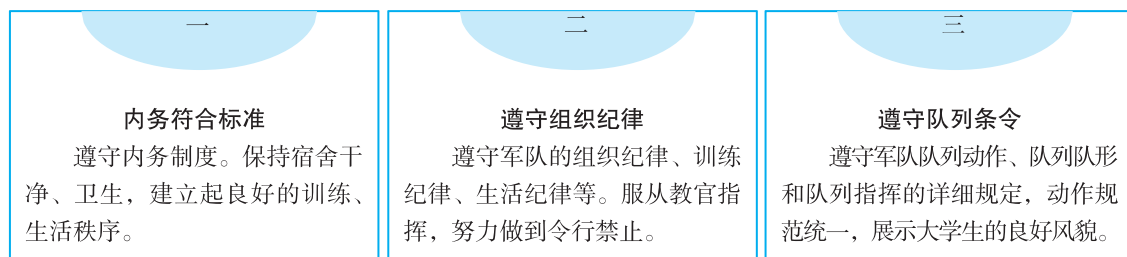 一
内务符合标准
遵守内务制度。保持宿舍干
净、卫生，建立起良好的训练、
生活秩序。
二
遵守组织纪律
遵守军队的组织纪律、训练
纪律、生活纪律等。服从教官指
挥，努力做到令行禁止。
三
遵守队列条令
遵守军队队列动作、队列队形
和队列指挥的详细规定，动作规
范统一，展示大学生的良好风貌。